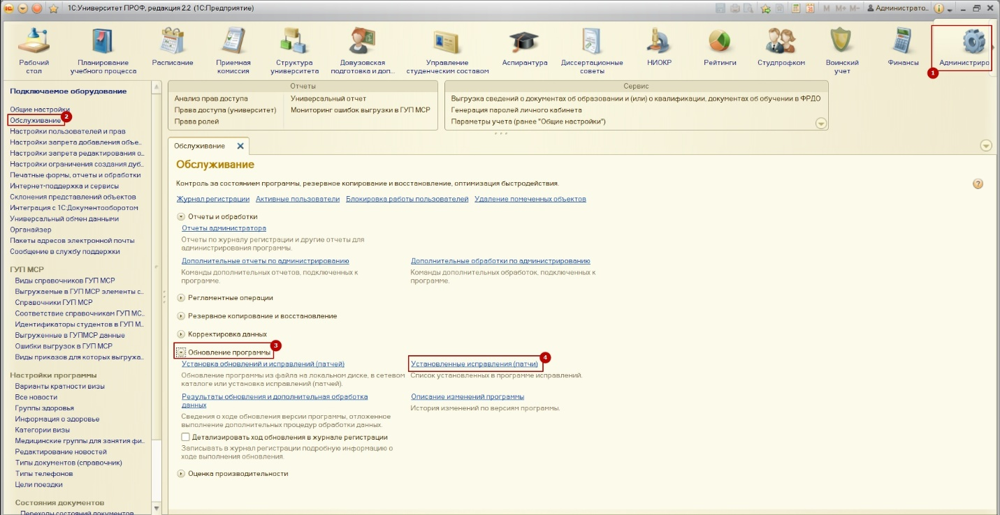 1С:Университет ПРОФ, редакция 2.2 (1С:Предприятие)
M M+ M-
Администрато...
Рабочий
стол
Планирование
учебного процесса
Расписание
Приемная
комиссия
Структура
университета
Довузовская
подготовка и доп...
Управление
студенческим составом
Аспирантура
Диссертационные
советы
НИОКР
Рейтинги
Студпрофком
Воинский
учет
Финансы
Администриро
1
Подключаемое оборудование
Общие настройки
Обслуживание
2
Настройки пользователей и прав
Настройки запрета добавления объе...
Настройки запрета редактирования о...
Настройки ограничения создания дуб...
Печатные формы, отчеты и обработки
Интернет-поддержка и сервисы
Склонения представлений объектов
Интеграция с 1С:Документооборотом
Универсальный обмен данными
Органайзер
Пакеты адресов электронной почты
Сообщение в службу поддержки
ГУП МСР
Виды справочников ГУП МСР
Выгружаемые в ГУП МСР элементы с...
Справочники ГУП МСР
Соответствие справочникам ГУП МС...
Идентификаторы студентов в ГУП М...
Выгруженные в ГУПМСР данные
Ошибки выгрузок в ГУП МСР
Виды приказов для которых выгружа...
Настройки программы
Варианты кратности визы
Все новости
Группы здоровья
Информация о здоровье
Категории визы
Медицинские группы для занятия фи...
Редактирование новостей
Типы документов (справочник)
Типы телефонов
Цели поездки
Состояния документов
Переходы состояний документов
Отчеты
Анализ прав доступа
Права доступа (университет)
Права ролей
Универсальный отчет
Мониторинг ошибок выгрузки в ГУП МСР
Сервис
Выгрузка сведений о документах об образовании и (или) о квалификации, документах об обучении в ФРДО
Генерация паролей личного кабинета
Параметры учета (ранее "Общие настройки")
Обслуживание
Обслуживание
Контроль за состоянием программы, резервное копирование и восстановление, оптимизация быстродействия.
Журнал регистрации Активные пользователи Блокировка работы пользователей Удаление помеченных объектов
Отчеты и обработки
Отчеты администратора
Отчеты по журналу регистрации и другие отчеты для
администрирования программы.
Дополнительные отчеты по администрированию
Команды дополнительных отчетов, подключенных к
программе.
Дополнительные обработки по администрированию
Команды дополнительных обработок, подключенных к
программе.
Регламентные операции
Резервное копирование и восстановление
Корректировка данных
Обновление программы
3
Установка обновлений и исправлений (патчей)
Обновление программы из файла на локальном диске, в сетевом
каталоге или установка исправлений (патчей).
Установленные исправления (патчи)
4
Список установленных в программе исправлений.
Результаты обновления и дополнительная обработка
данных
Сведения о ходе обновления версии программы, отложенное
выполнение дополнительных процедур обработки данных.
Описание изменений программы
История изменений по версиям программы.
Детализировать ход обновления в журнале регистрации
Записывать в журнал регистрации подробную информацию о
ходе выполнения обновления.
Оценка производительности